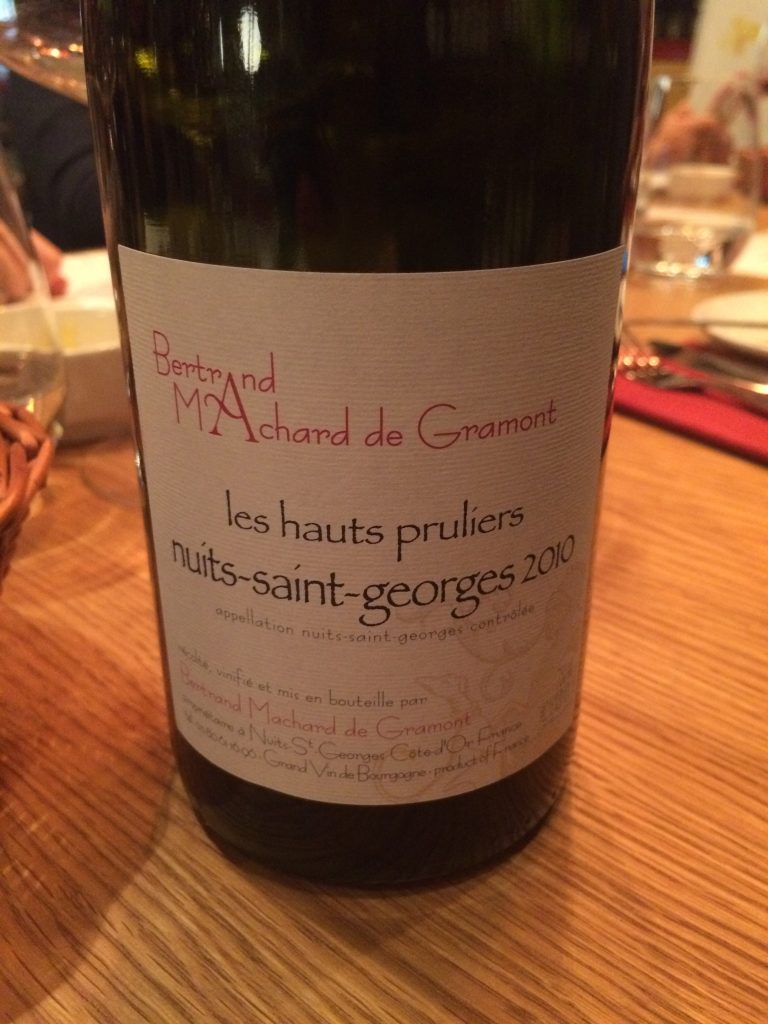 BertrAnd
MAchard de Gramont
les hauts pruliers
nuits-saint-georges 2010
appellation nuits-saint-georges contrôlée
récolté, vinifié et mis en bouteille par
Bertrand Machard de Gramont
propriétaire à Nuits-St-Georges Côte-d'Or France
Grand Vin de Bourgogne - product of France